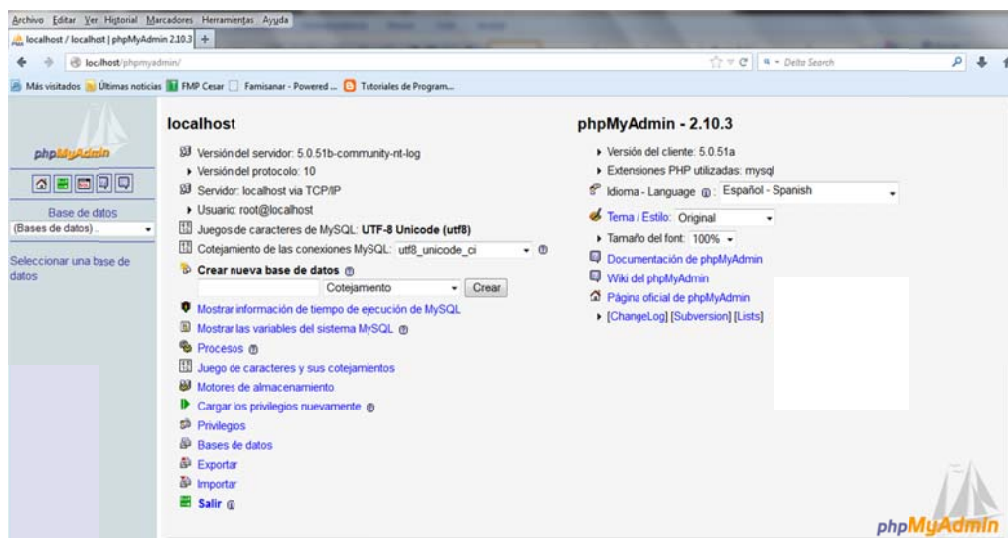 Archivo Editar Ver Historial Marcadores Herramientas Ayuda
localhost / localhost | phpMyAdmin 2.10.3
localhost/phpmyadmin/
Delta Search
Más visitados Últimas noticias FMP Cesar Famisanar - Powered ... Tutoriales de Program...
phpMyAdmin
Base de datos
(Bases de datos) ..
Seleccionar una base de
datos
localhost
Versión del servidor: 5.0.51b-community-nt-log
Versión del protocolo: 10
Servidor: localhost via TCP/IP
Usuario: root@localhost
Juegos de caracteres de MySQL: UTF-8 Unicode (utf8)
Cotejamiento de las conexiones MySQL: utf8_unicode_ci
Crear nueva base de datos
Cotejamiento Crear
Mostrar información de tiempo de ejecución de MySQL
Mostrar las variables del sistema MySQL
Procesos
Juego de caracteres y sus cotejamientos
Motores de almacenamiento
Cargar los privilegios nuevamente
Privilegios
Bases de datos
Exportar
Importar
Salir
phpMyAdmin - 2.10.3
Versión del cliente: 5.0.51a
Extensiones PHP utilizadas: mysql
Idioma - Language : Español - Spanish
Tema / Estilo: Original
Tamaño del font: 100%
Documentación de phpMyAdmin
Wiki del phpMyAdmin
Página oficial de phpMyAdmin
[ChangeLog] [Subversion] [Lists]
phpMyAdmin